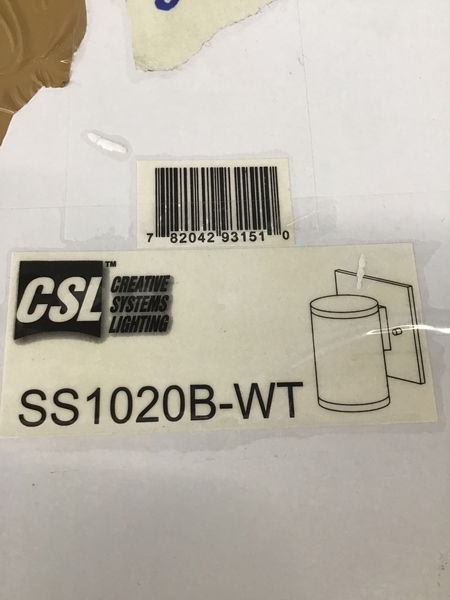 7 82042 93151 0
CSL™ CREATIVE
SYSTEMS
LIGHTING
SS1020B-WT